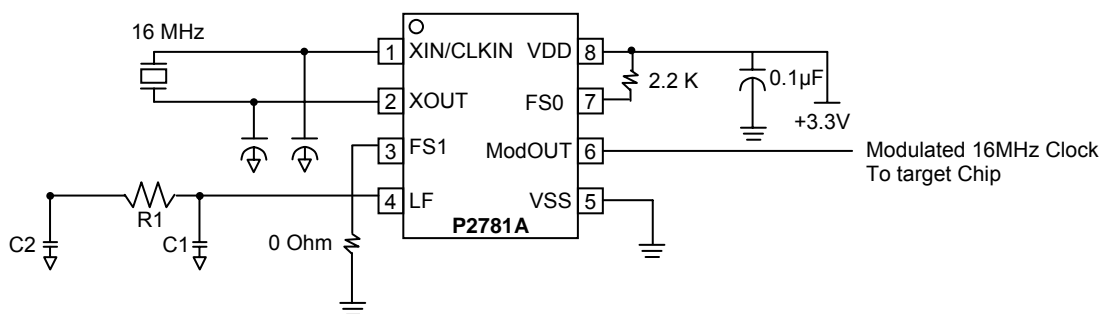 16 MHz
1 XIN/CLKIN VDD 8
2 XOUT FS0 7
3 FS1 ModOUT 6
4 LF VSS 5
P2781A
2.2 K
0.1µF
+3.3V
Modulated 16MHz Clock
To target Chip
R1
C2
C1
0 Ohm